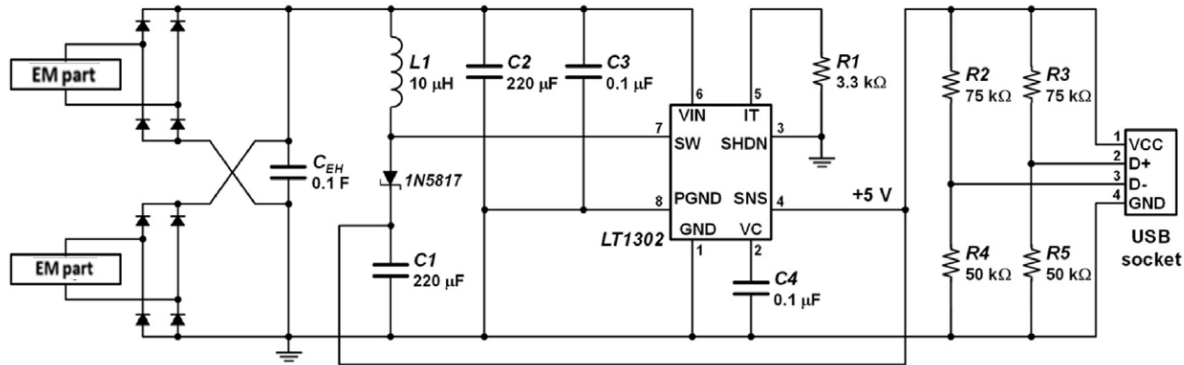 EM part
EM part
C_EH
0.1 F
L1
10 µH
1N5817
C1
220 µF
C2
220 µF
C3
0.1 µF
6
VIN
5
IT
7
SW
3
SHDN
8
PGND
4
SNS
GND
1
VC
2
LT1302
C4
0.1 µF
R1
3.3 kΩ
+5 V
R2
75 kΩ
R3
75 kΩ
R4
50 kΩ
R5
50 kΩ
1 VCC
2 D+
3 D-
4 GND
USB
socket